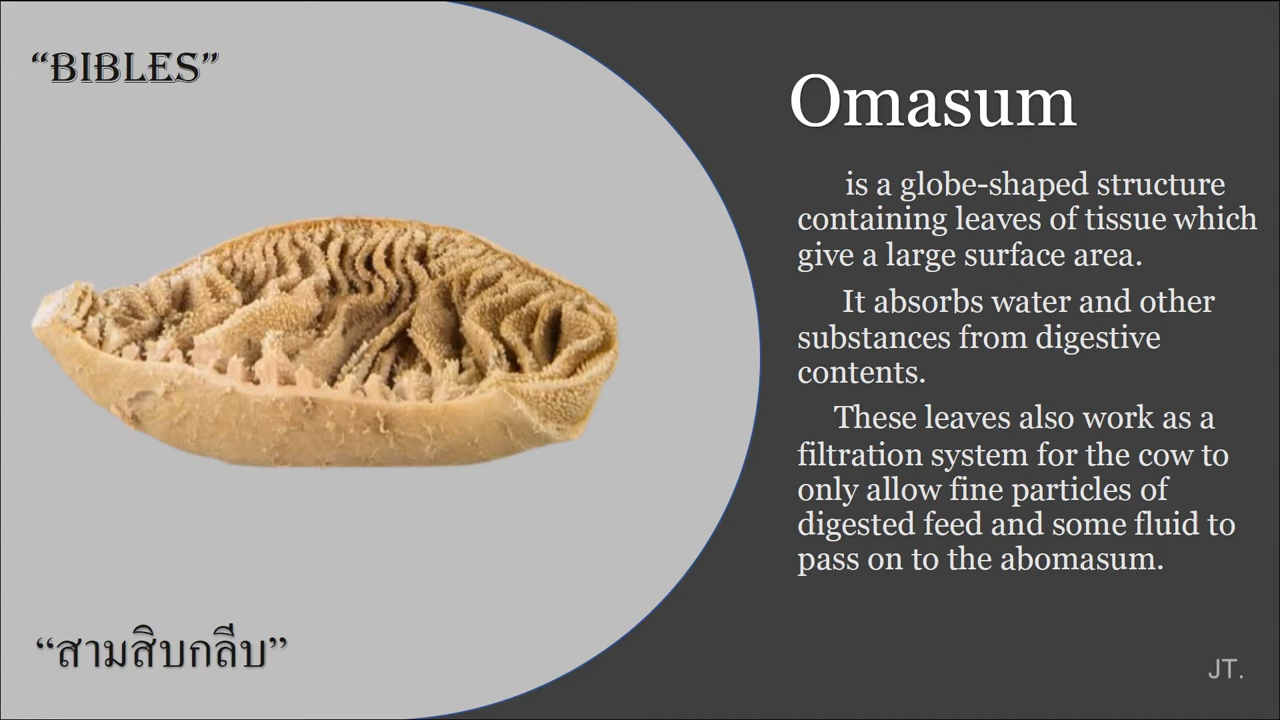 “BIBLES”
Omasum
is a globe-shaped structure
containing leaves of tissue which
give a large surface area.
It absorbs water and other
substances from digestive
contents.
These leaves also work as a
filtration system for the cow to
only allow fine particles of
digested feed and some fluid to
pass on to the abomasum.
“สามสิบกลีบ”
JT.